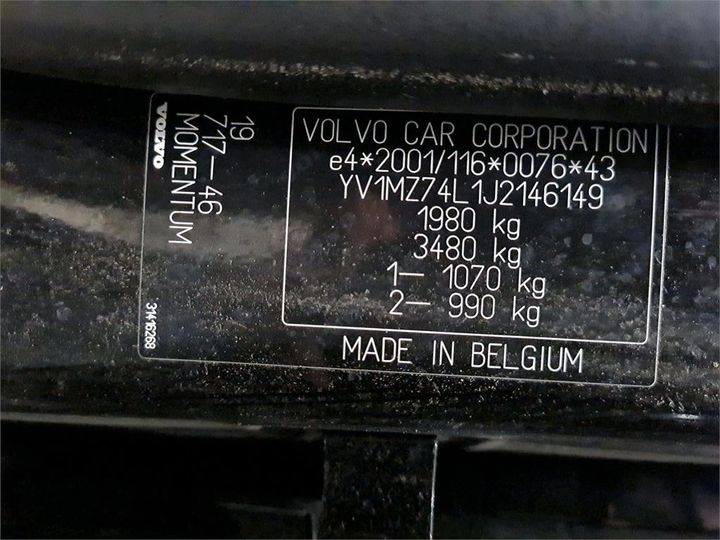 VOLVO CAR CORPORATION
e4*2001/116*0076*43
YV1MZ74L1J2146149
1980 kg
3480 kg
1— 1070 kg
2— 990 kg
MADE IN BELGIUM
19
717—46
MOMENTUM
VOLVO
31416268